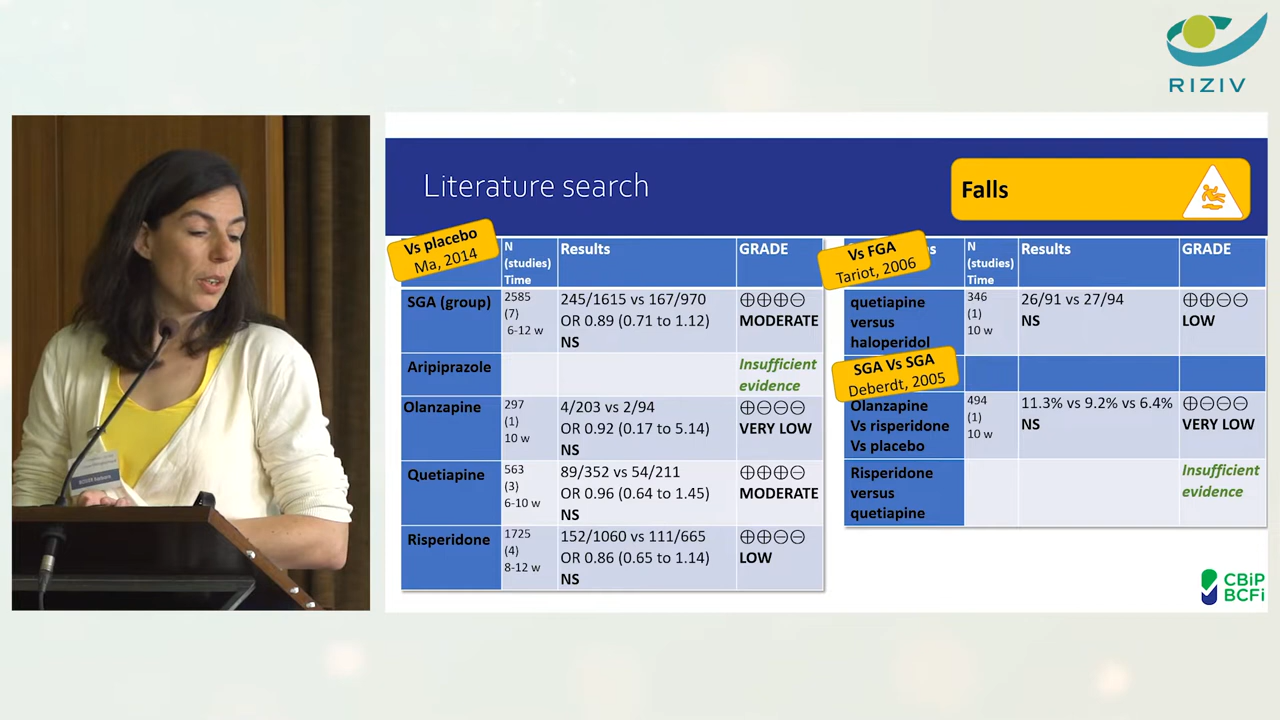 RIZIV
Literature search
Falls
Vs placebo
Ma, 2014
N
(studies)
Time
Results
GRADE
SGA (group)
2585
(7)
6-12 w
245/1615 vs 167/970
OR 0.89 (0.71 to 1.12)
NS
⊕⊕⊕⊖
MODERATE
Aripiprazole
Insufficient
evidence
Olanzapine
297
(1)
10 w
4/203 vs 2/94
OR 0.92 (0.17 to 5.14)
NS
⊕⊖⊖⊖
VERY LOW
Quetiapine
563
(3)
6-10 w
89/352 vs 54/211
OR 0.96 (0.64 to 1.45)
NS
⊕⊕⊕⊖
MODERATE
Risperidone
1725
(4)
8-12 w
152/1060 vs 111/665
OR 0.86 (0.65 to 1.14)
NS
⊕⊕⊖⊖
LOW
Vs FGA
Tariot, 2006
N
(studies)
Time
Results
GRADE
quetiapine
versus
haloperidol
346
(1)
10 w
26/91 vs 27/94
NS
⊕⊕⊖⊖
LOW
SGA Vs SGA
Deberdt, 2005
Olanzapine
Vs risperidone
Vs placebo
494
(1)
10 w
11.3% vs 9.2% vs 6.4%
NS
⊕⊖⊖⊖
VERY LOW
Risperidone
versus
quetiapine
Insufficient
evidence
CBiP
BCFi